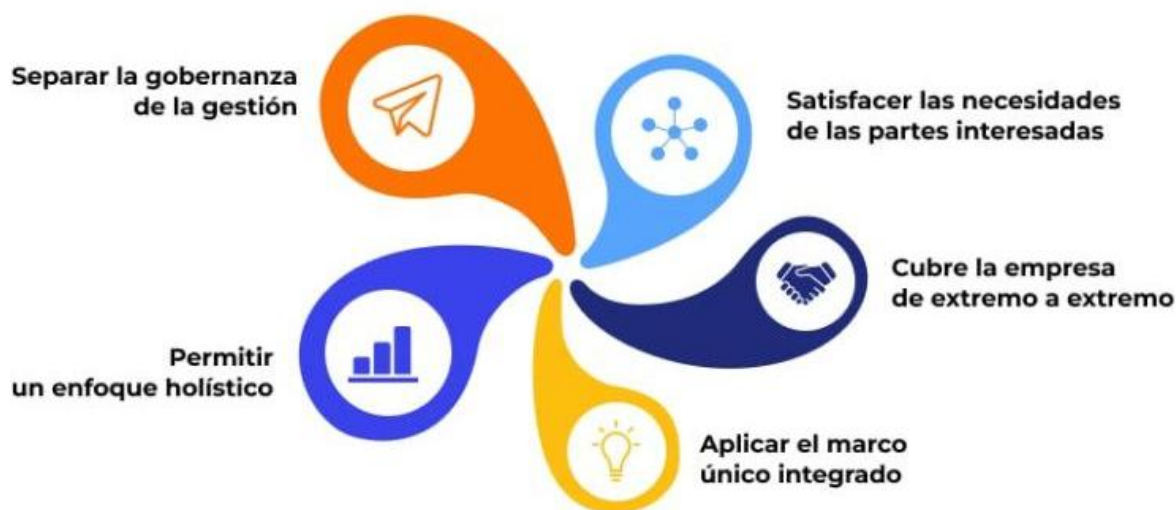 Separar la gobernanza
de la gestión
Satisfacer las necesidades
de las partes interesadas
Cubre la empresa
de extremo a extremo
Permitir
un enfoque holístico
Aplicar el marco
único integrado